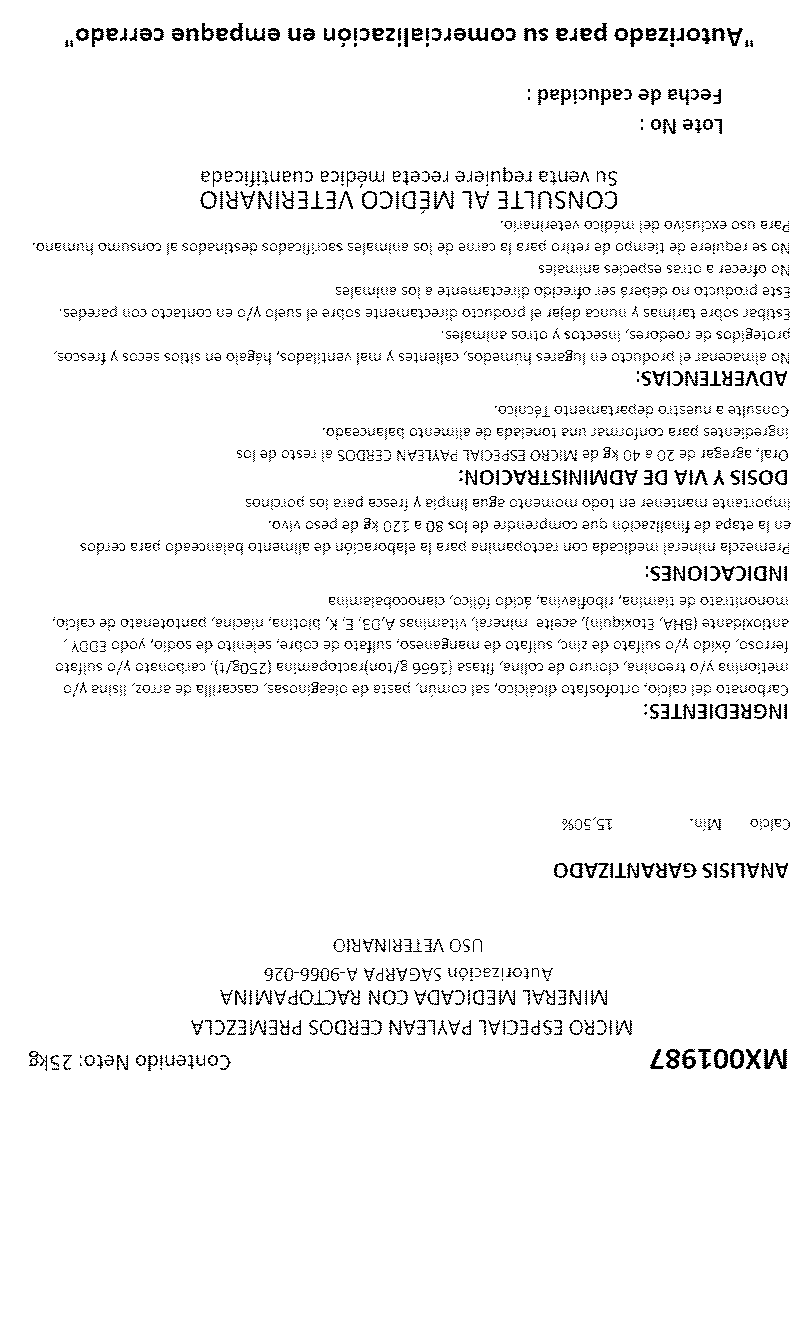 MX001987 Contenido Neto: 25kg
MICRO ESPECIAL PAYLEAN CERDOS PREMEZCLA
MINERAL MEDICADA CON RACTOPAMINA
Autorización SAGARPA A-9066-026
USO VETERINARIO
ANALISIS GARANTIZADO
Calcio Mín. 15,50%
INGREDIENTES:
Carbonato del calcio, ortofosfato dicálcico, sal común, pasta de oleaginosas, cascarilla de arroz, lisina y/o
metionina y/o treonina, cloruro de colina, fitasa (1666 g/ton)ractopamina (250g/t), carbonato y/o sulfato
ferroso, óxido y/o sulfato de zinc, sulfato de manganeso, sulfato de cobre, selenito de sodio, yodo EDDY ,
antioxidante (BHA, Etoxiquin), aceite mineral, vitaminas A,D3, E, K, biotina, niacina, pantotenato de calcio,
mononitrato de tiamina, riboflavina, ácido fólico, cianocobalamina
INDICACIONES:
Premezcla mineral medicada con ractopamina para la elaboración de alimento balanceado para cerdos
en la etapa de finalización que comprendre de los 80 a 120 kg de peso vivo.
Importante mantener en todo momento agua limpia y fresca para los porcinos
DOSIS Y VIA DE ADMINISTRACION:
Oral, agregar de 20 a 40 kg de MICRO ESPECIAL PAYLEAN CERDOS al resto de los
ingredientes para conformar una tonelada de alimento balanceado.
Consulte a nuestro departamento Técnico.
ADVERTENCIAS:
No almacenar el producto en lugares húmedos, calientes y mal ventilados, hágalo en sitios secos y frescos,
protegidos de roedores, insectos y otros animales.
Estibar sobre tarimas y nunca dejar el producto directamente sobre el suelo y/o en contacto con paredes.
Este producto no deberá ser ofrecido directamente a los animales
No ofrecer a otras especies animales
No se requiere de tiempo de retiro para la carne de los animales sacrificados destinados al consumo humano.
Para uso exclusivo del médico veterinario.
CONSULTE AL MÉDICO VETERINARIO
Su venta requiere receta médica cuantificada
Lote No :
Fecha de caducidad :
"Autorizado para su comercialización en empaque cerrado"